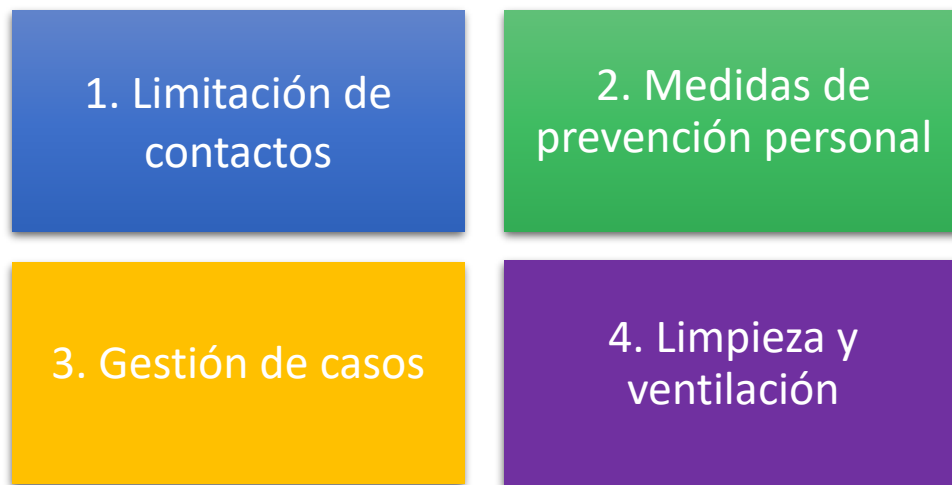 1. Limitación de
contactos
2. Medidas de
prevención personal
3. Gestión de casos
4. Limpieza y
ventilación